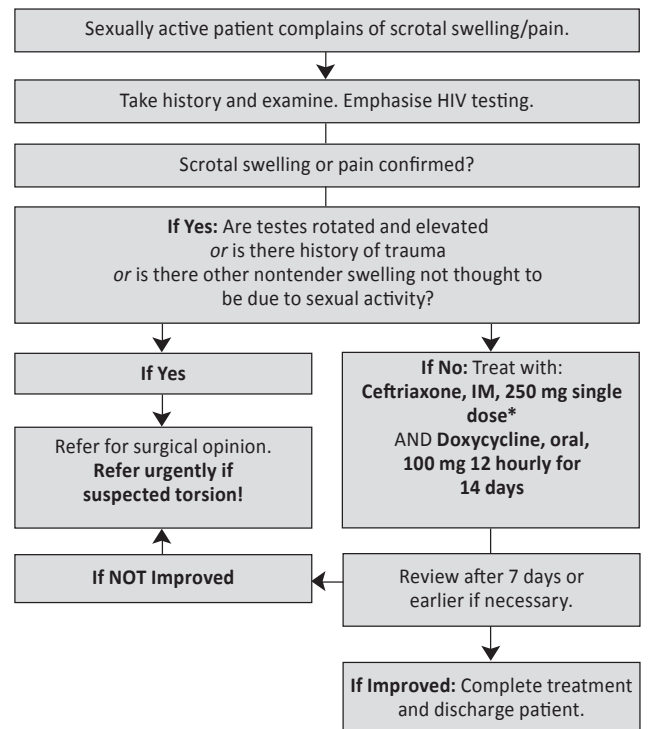 Sexually active patient complains of scrotal swelling/pain.
Take history and examine. Emphasise HIV testing.
Scrotal swelling or pain confirmed?
If Yes: Are testes rotated and elevated
or is there history of trauma
or is there other nontender swelling not thought to
be due to sexual activity?
If Yes
Refer for surgical opinion.
Refer urgently if
suspected torsion!
If No: Treat with:
Ceftriaxone, IM, 250 mg single
dose*
AND Doxycycline, oral,
100 mg 12 hourly for
14 days
If NOT Improved
Review after 7 days or
earlier if necessary.
If Improved: Complete treatment
and discharge patient.